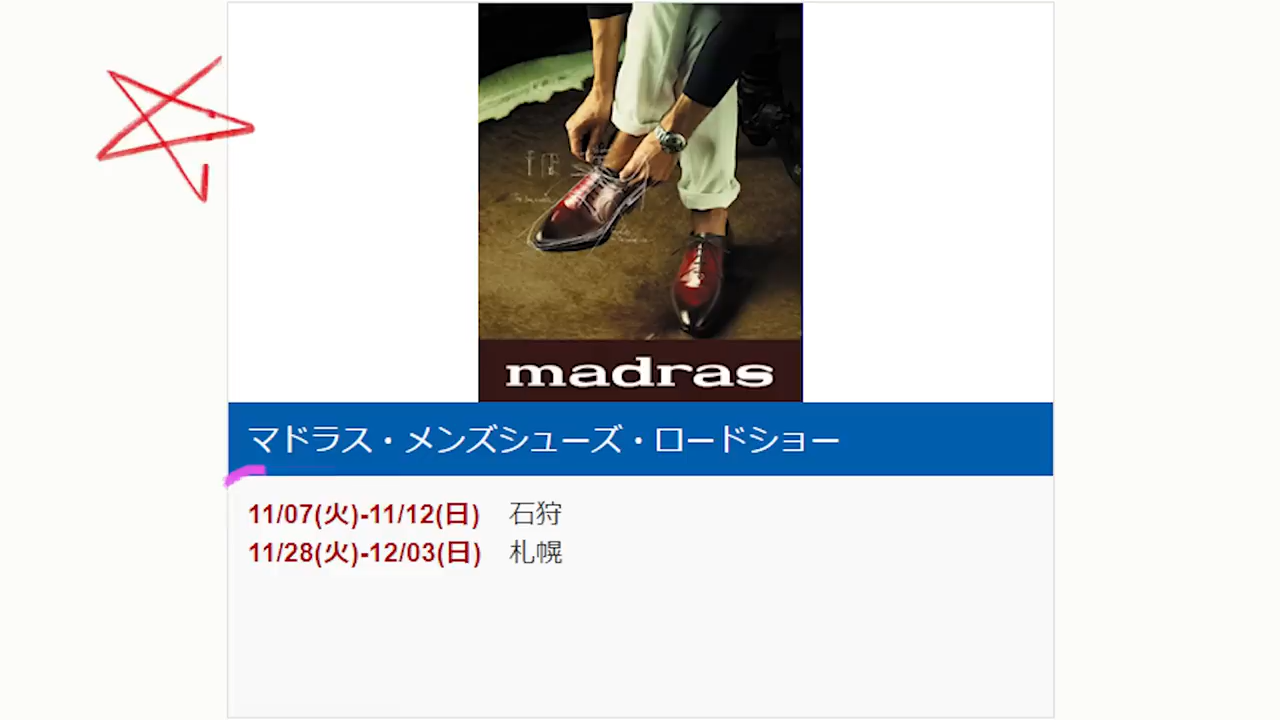 madras
マドラス・メンズシューズ・ロードショー
11/07(火)-11/12(日) 石狩
11/28(火)-12/03(日) 札幌